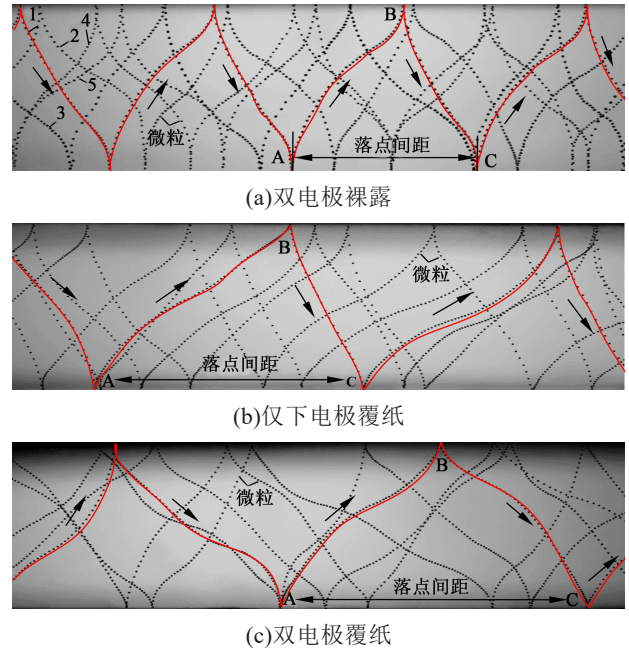 1 4 B
2
5
3
微粒
A 落点间距 C
(a)双电极裸露
B
微粒
落点间距
A C
(b)仅下电极覆纸
B
微粒
A 落点间距 C
(c)双电极覆纸